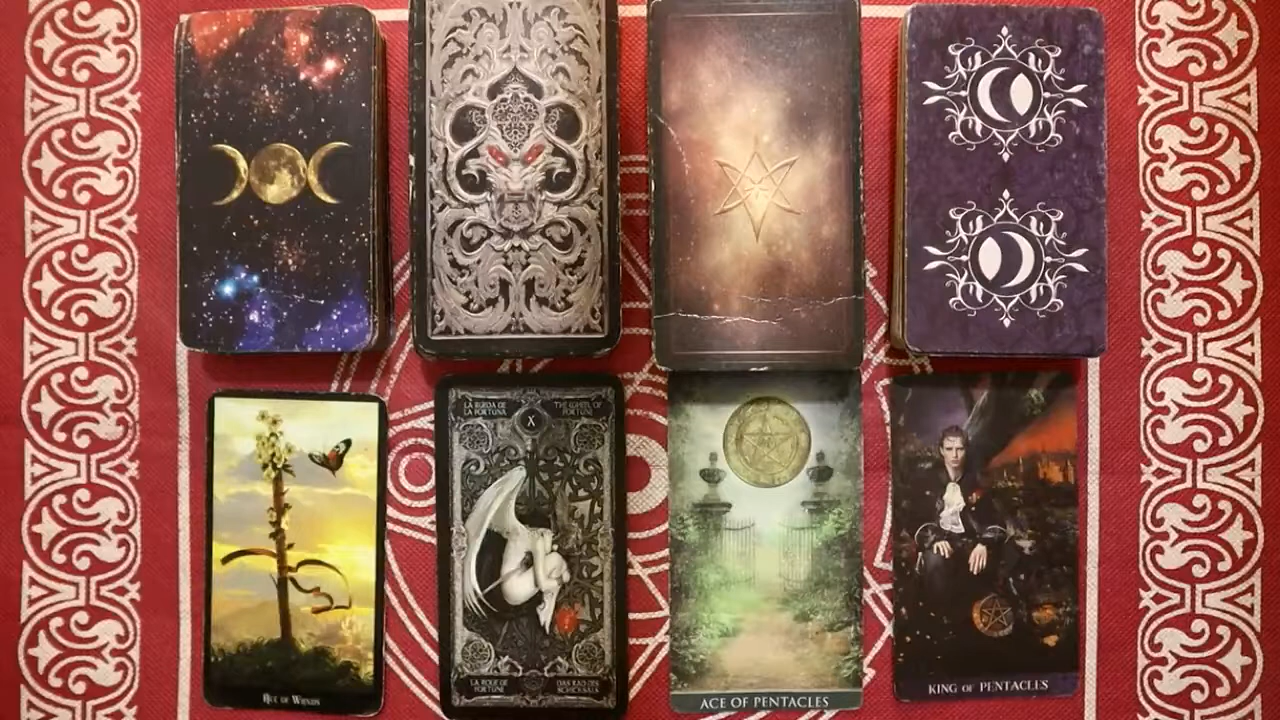 ACE OF WANDS
LA RUEDA DE
LA FORTUNA
X
THE WHEEL OF
FORTUNE
LA ROUE DE
FORTUNE
DAS RAD DES
SCHICKSALS
ACE OF PENTACLES
KING OF PENTACLES